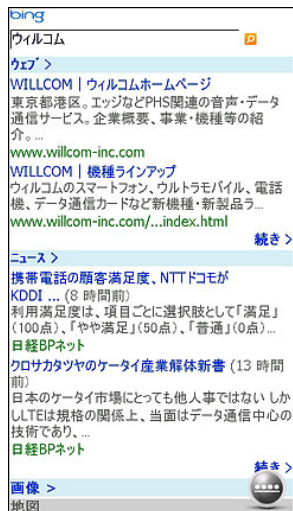 bing
ウィルコム
ウェブ >
WILLCOM | ウィルコムホームページ
東京都港区。エッジなどPHS関連の音声・データ
通信サービス。企業概要、事業・機種等の紹
介。...
www.willcom-inc.com
WILLCOM | 機種ラインアップ
ウィルコムのスマートフォン、ウルトラモバイル、電話
機、データ通信カードなど新機種・新製品ラ...
www.willcom-inc.com/...index.html
続き >
ニュース >
携帯電話の顧客満足度、NTTドコモが
KDDI ... (8 時間前)
利用満足度は、項目ごとに選択肢として「満足」
(100点)、「やや満足」(50点)、「普通」(0点)...
日経BPネット
クロサカタツヤのケータイ産業解体新書 (13 時間
前)
日本のケータイ市場にとっても他人事ではない しか
しLTEは規格の関係上、当面はデータ通信中心の
技術であり、...
日経BPネット
続き >
画像 >
地図